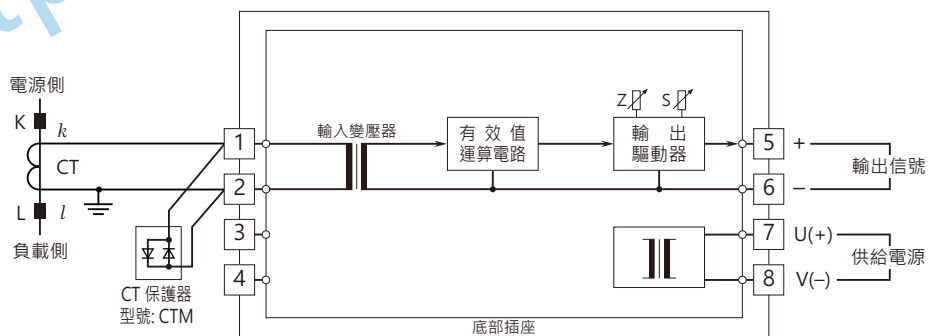 tp
電源側
K
k
CT
L
l
負載側
CT 保護器
型號: CTM
1
2
3
4
輸入變壓器
有效值
運算電路
Z
S
輸出
驅動器
5
+
6
–
輸出信號
7
U(+)
8
V(–)
供給電源
底部插座